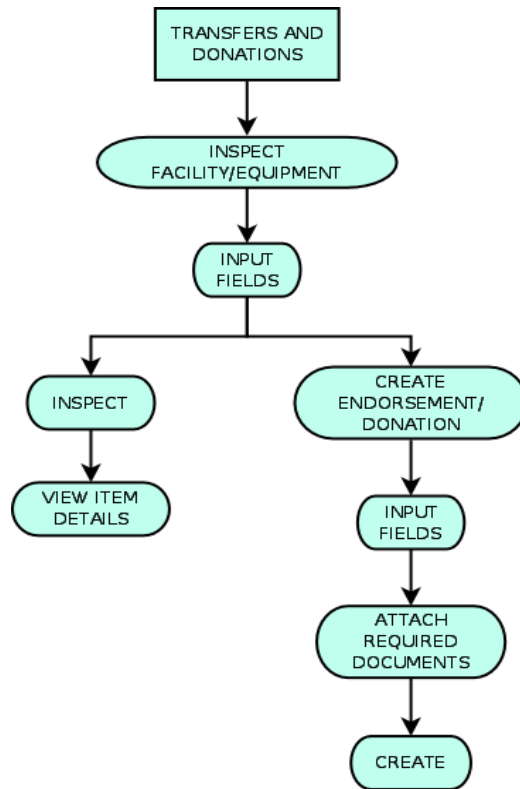 TRANSFERS AND
DONATIONS
INSPECT
FACILITY/EQUIPMENT
INPUT
FIELDS
INSPECT
VIEW ITEM
DETAILS
CREATE
ENDORSEMENT/
DONATION
INPUT
FIELDS
ATTACH
REQUIRED
DOCUMENTS
CREATE